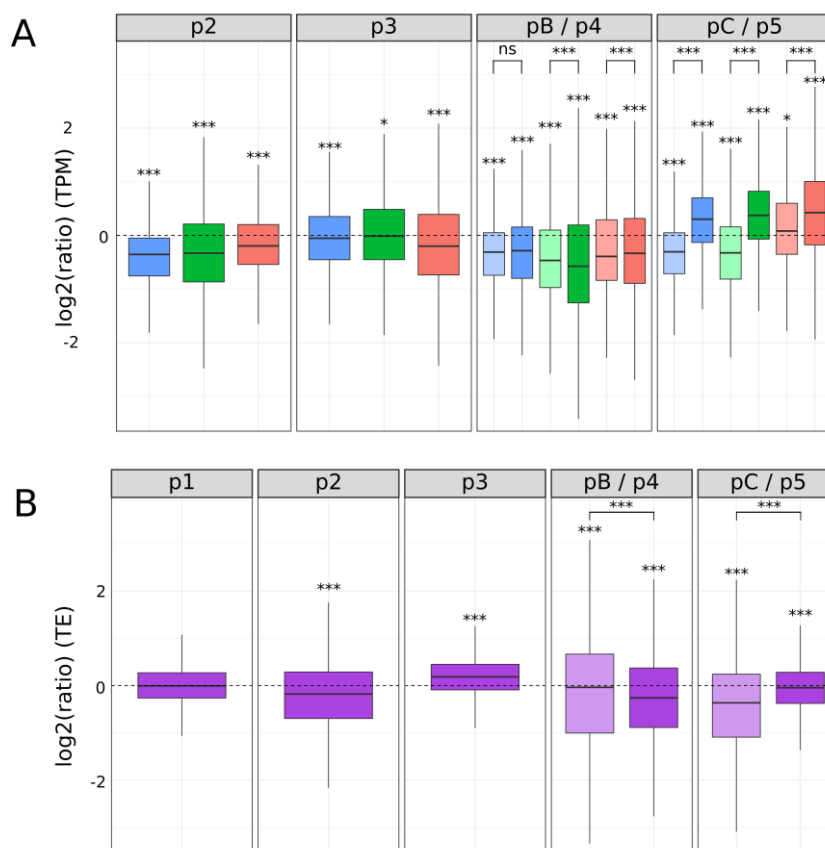 A
p2 p3 pB / p4 pC / p5
ns *** *** *** *** ***
*** *** *** *** * *** *** *** *** *** *** *** *** *** *** *** * ***
log2(ratio) (TPM)
2
0
-2
B
p1 p2 p3 pB / p4 pC / p5
*** ***
*** *** *** *** *** ***
log2(ratio) (TE)
2
0
-2